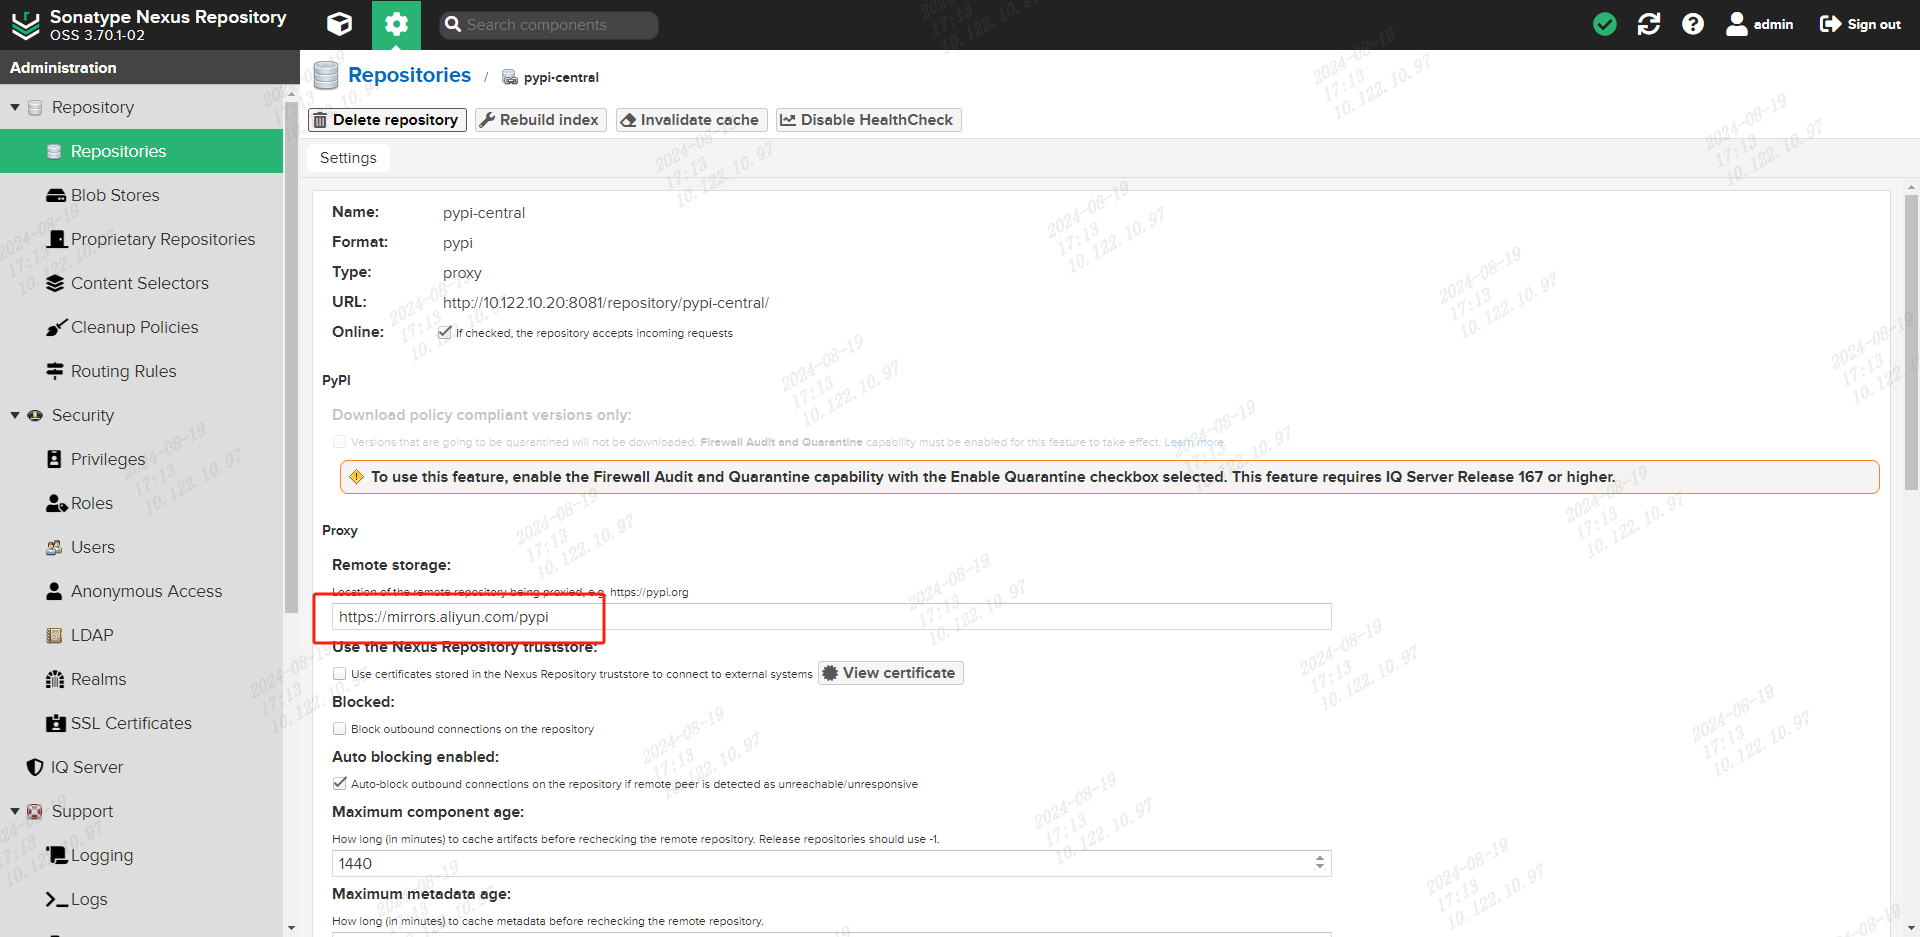 Sonatype Nexus Repository
OSS 3.70.1-02
Search components
admin
Sign out
Administration
Repository
Repositories
Blob Stores
Proprietary Repositories
Content Selectors
Cleanup Policies
Routing Rules
Security
Privileges
Roles
Users
Anonymous Access
LDAP
Realms
SSL Certificates
IQ Server
Support
Logging
Logs
Repositories / pypi-central
Delete repository
Rebuild index
Invalidate cache
Disable HealthCheck
Settings
Name: pypi-central
Format: pypi
Type: proxy
URL: http://10.122.10.20:8081/repository/pypi-central/
Online: If checked, the repository accepts incoming requests
PyPI
Download policy compliant versions only:
Versions that are going to be quarantined will not be downloaded. Firewall Audit and Quarantine capability must be enabled for this feature to take effect. Learn more.
To use this feature, enable the Firewall Audit and Quarantine capability with the Enable Quarantine checkbox selected. This feature requires IQ Server Release 167 or higher.
Proxy
Remote storage:
Location of the remote repository being proxied, e.g. https://pypi.org
https://mirrors.aliyun.com/pypi
Use the Nexus Repository truststore:
Use certificates stored in the Nexus Repository truststore to connect to external systems
View certificate
Blocked:
Block outbound connections on the repository
Auto blocking enabled:
Auto-block outbound connections on the repository if remote peer is detected as unreachable/unresponsive
Maximum component age:
How long (in minutes) to cache artifacts before rechecking the remote repository. Release repositories should use -1.
1440
Maximum metadata age:
How long (in minutes) to cache metadata before rechecking the remote repository.
2024-08-19
17:13
10.122.10.97